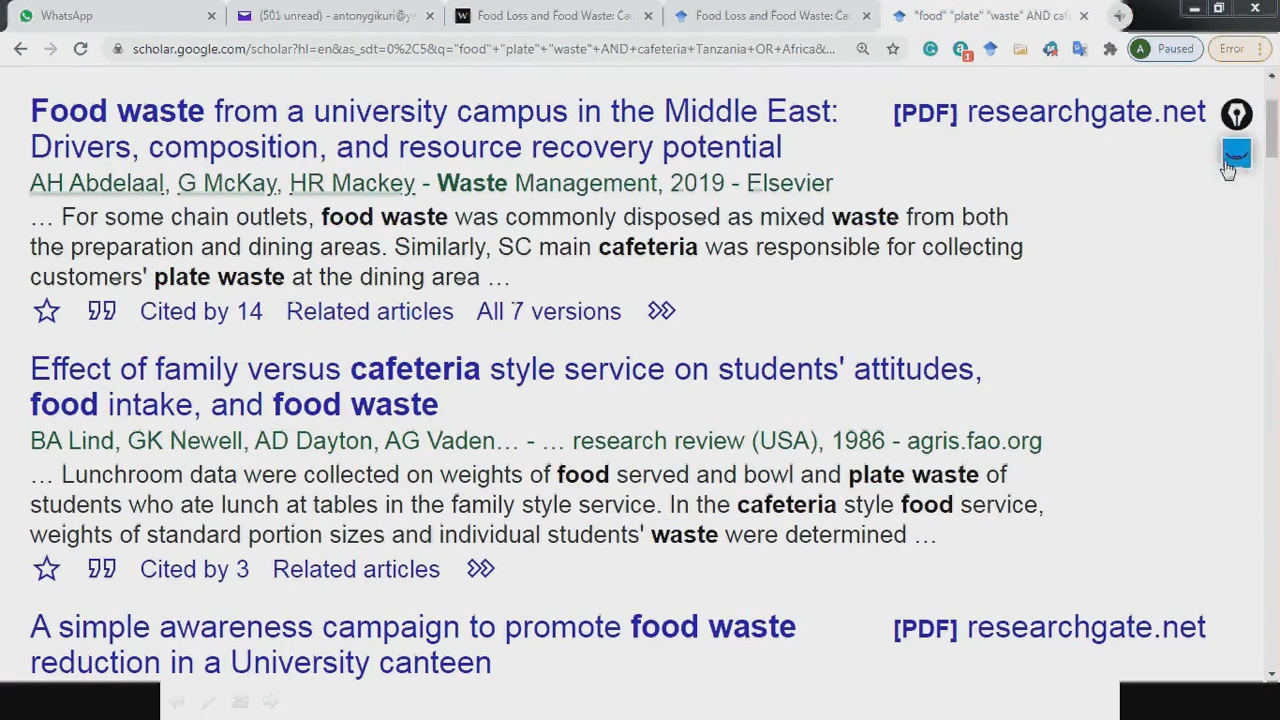 WhatsApp
(501 unread) - antonygikuri@y
Food Loss and Food Waste: Ca
Food Loss and Food Waste: Ca
"food" "plate" "waste" AND caf
scholar.google.com/scholar?hl=en&as_sdt=0%2C5&q="food"+"plate"+"waste"+AND+cafeteria+Tanzania+OR+Africa&...
1
A
Paused
Error
Food waste from a university campus in the Middle East:
[PDF] researchgate.net
Drivers, composition, and resource recovery potential
AH Abdelaal, G McKay, HR Mackey - Waste Management, 2019 - Elsevier
… For some chain outlets, food waste was commonly disposed as mixed waste from both
the preparation and dining areas. Similarly, SC main cafeteria was responsible for collecting
customers' plate waste at the dining area …
Cited by 14 Related articles All 7 versions
Effect of family versus cafeteria style service on students' attitudes,
food intake, and food waste
BA Lind, GK Newell, AD Dayton, AG Vaden… - … research review (USA), 1986 - agris.fao.org
… Lunchroom data were collected on weights of food served and bowl and plate waste of
students who ate lunch at tables in the family style service. In the cafeteria style food service,
weights of standard portion sizes and individual students' waste were determined …
Cited by 3 Related articles
A simple awareness campaign to promote food waste
[PDF] researchgate.net
reduction in a University canteen